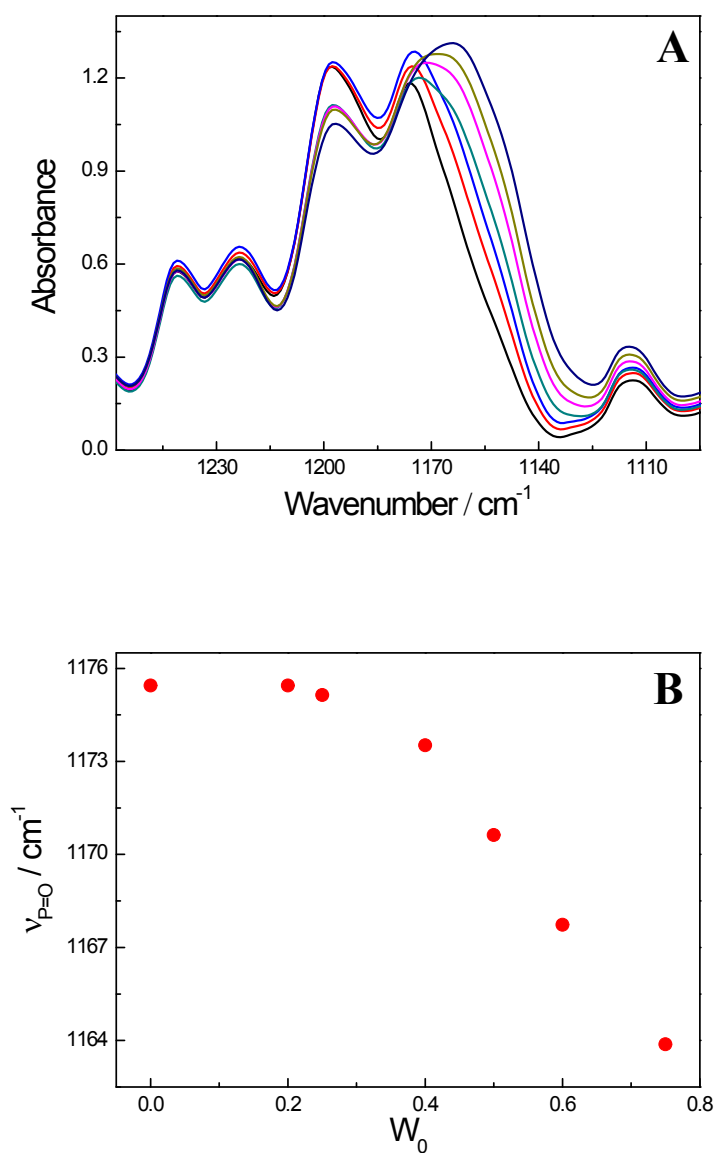 A
1.2
0.9
0.6
0.3
0.0
Absorbance
1230 1200 1170 1140 1110
Wavenumber / cm⁻¹
B
1176
1173
1170
1167
1164
νP=O / cm⁻¹
0.0 0.2 0.4 0.6 0.8
W₀